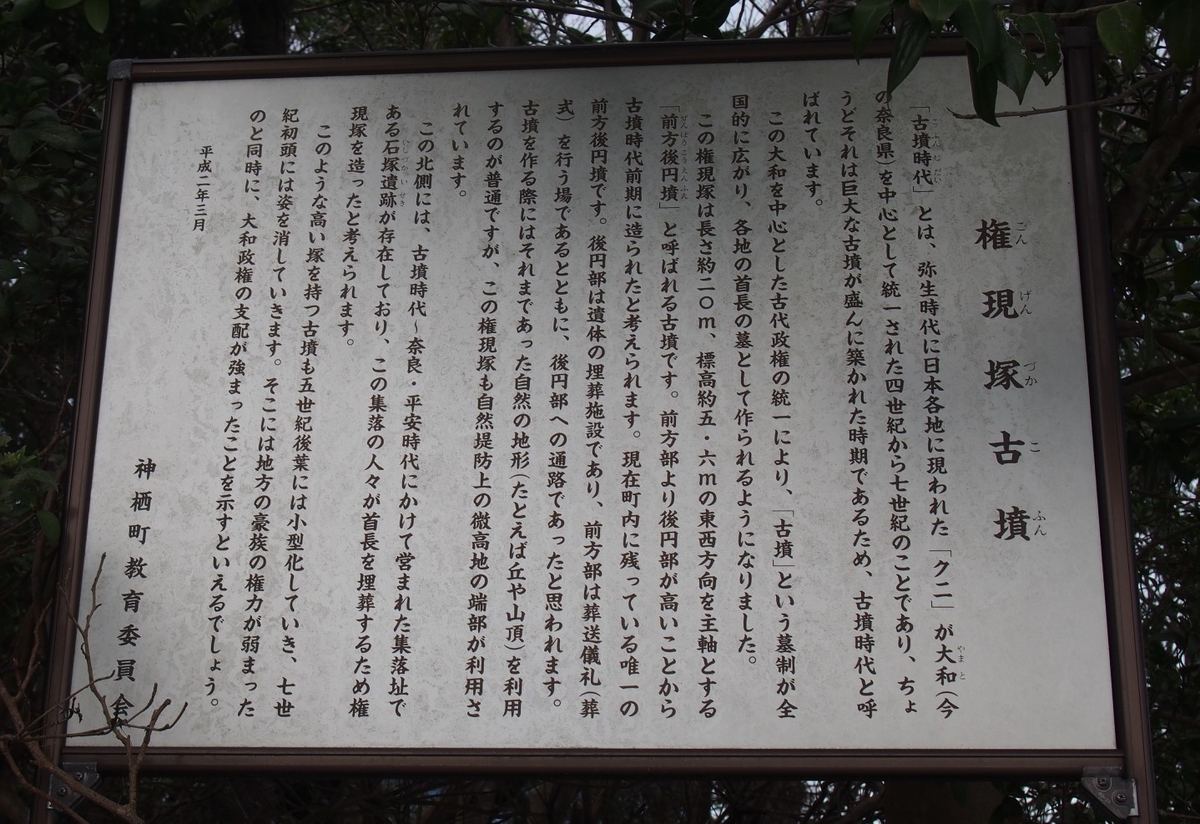 権現塚古墳
「古墳時代」とは、弥生時代に日本各地に現われた「クニ」が大和(今
の奈良県)を中心として統一された四世紀から七世紀のことであり、ちょ
うどそれは巨大な古墳が盛んに築かれた時期であるため、古墳時代と呼
ばれています。
この大和を中心とした古代政権の統一により、「古墳」という墓制が全
国的に広がり、各地の首長の墓として作られるようになりました。
この権現塚は長さ約二〇m、標高約五・六mの東西方向を主軸とする
「前方後円墳」と呼ばれる古墳です。前方部より後円部が高いことから
古墳時代前期に造られたと考えられます。現在町内に残っている唯一の
前方後円墳です。後円部は遺体の埋葬施設であり、前方部は葬送儀礼(葬
式)を行う場であるとともに、後円部への通路であったと思われます。
古墳を作る際にはそれまであった自然の地形(たとえば丘や山頂)を利用
するのが普通ですが、この権現塚も自然堤防上の微高地の端部が利用さ
れています。
この北側には、古墳時代~奈良・平安時代にかけて営まれた集落址で
ある石塚遺跡が存在しており、この集落の人々が首長を埋葬するため権
現塚を造ったと考えられます。
このような高い塚を持つ古墳も五世紀後葉には小型化していき、七世
紀初頭には姿を消していきます。そこには地方の豪族の権力が弱まった
のと同時に、大和政権の支配が強まったことを示すといえるでしょう。
平成二年三月
神栖町教育委員会